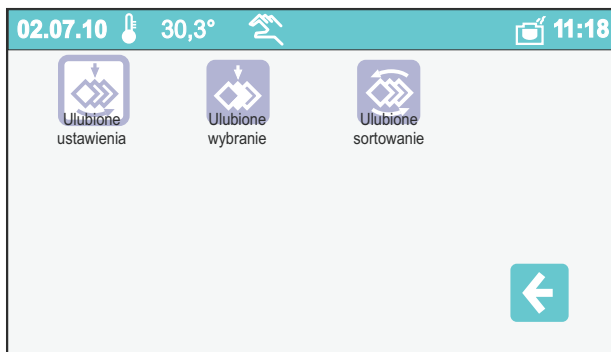 02.07.10 30,3° 11:18
Ulubione
ustawienia
Ulubione
wybranie
Ulubione
sortowanie